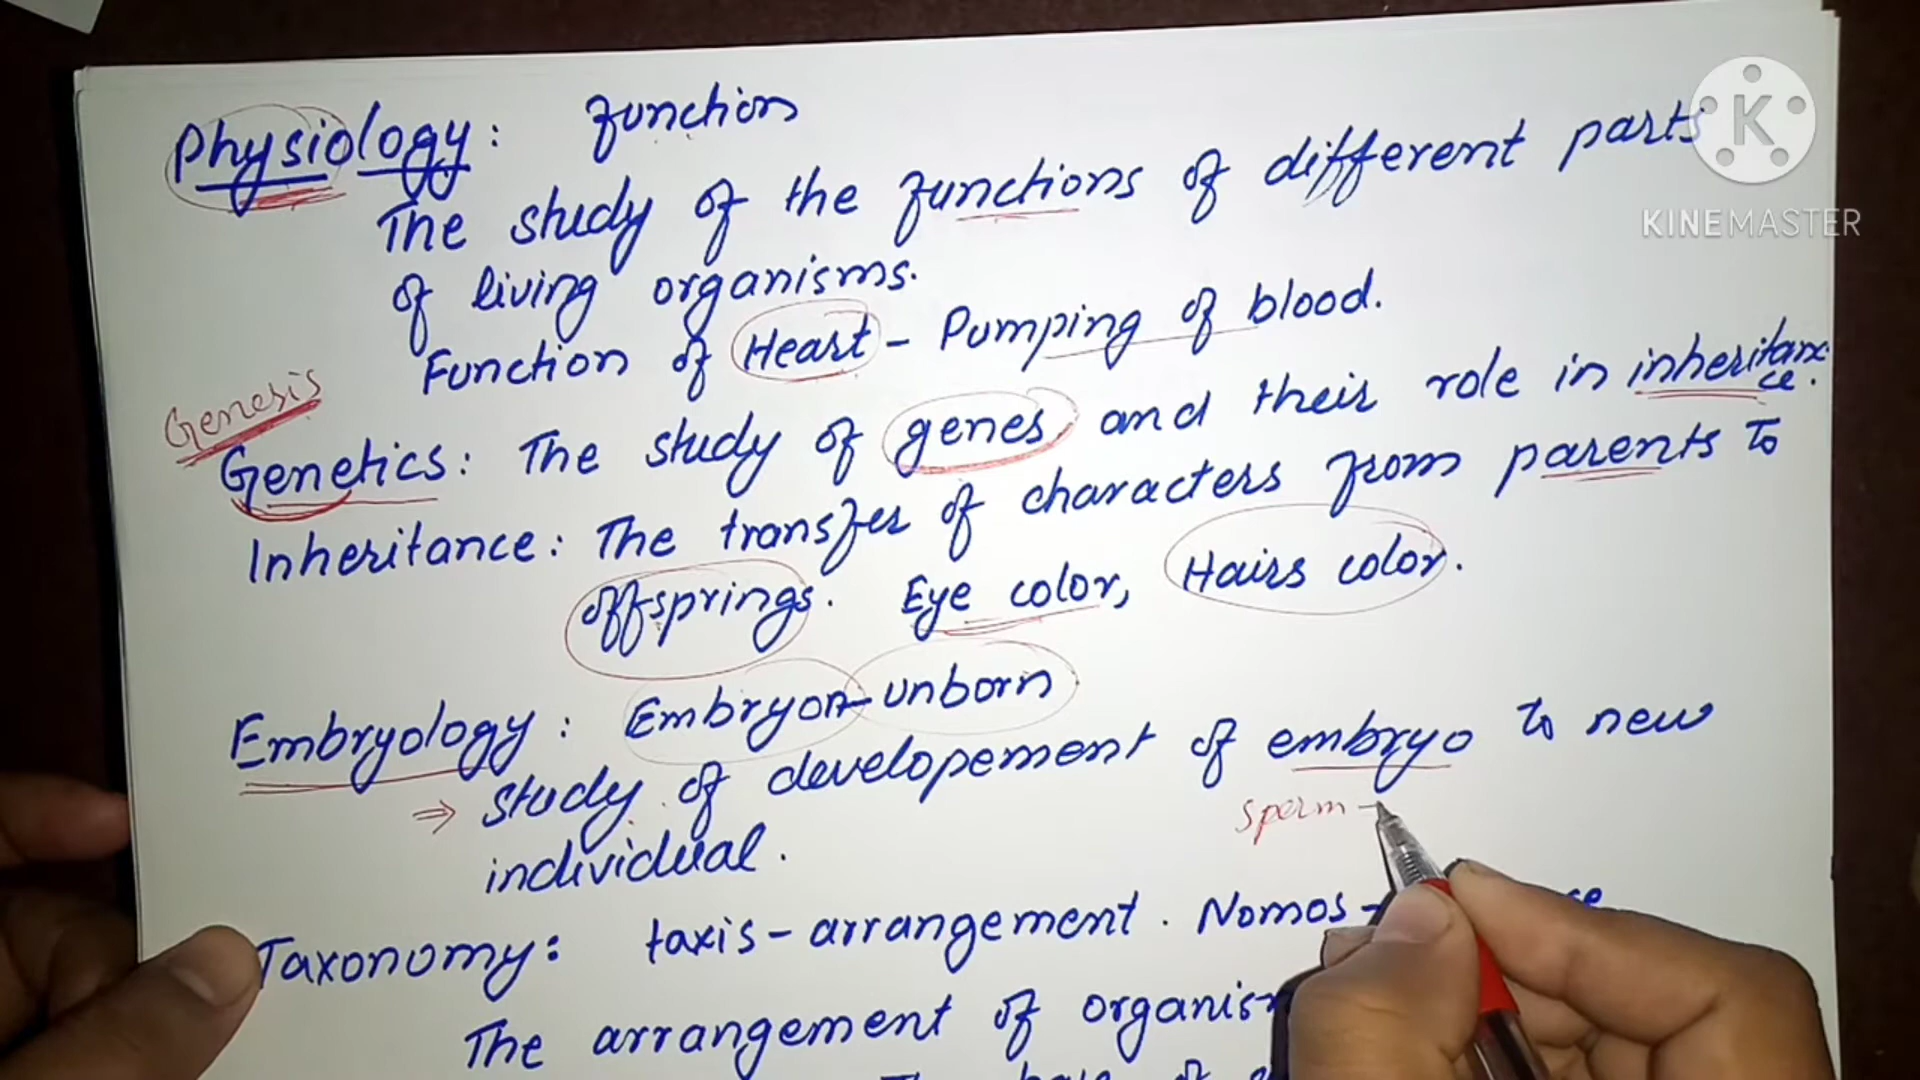 Physiology: function
The study of the functions of different parts
of living organisms.
Function of Heart - Pumping of blood.
Genesis
Genetics: The study of genes and their role in inheritan-
ce.
Inheritance: The transfer of characters from parents to
offsprings. Eye color, Hairs color.
Embryology: Embryon - unborn
⇒ study of developement of embryo to new
sperm -
individual.
Taxonomy: taxis - arrangement. Nomos -
The arrangement of
K
KINEMASTER